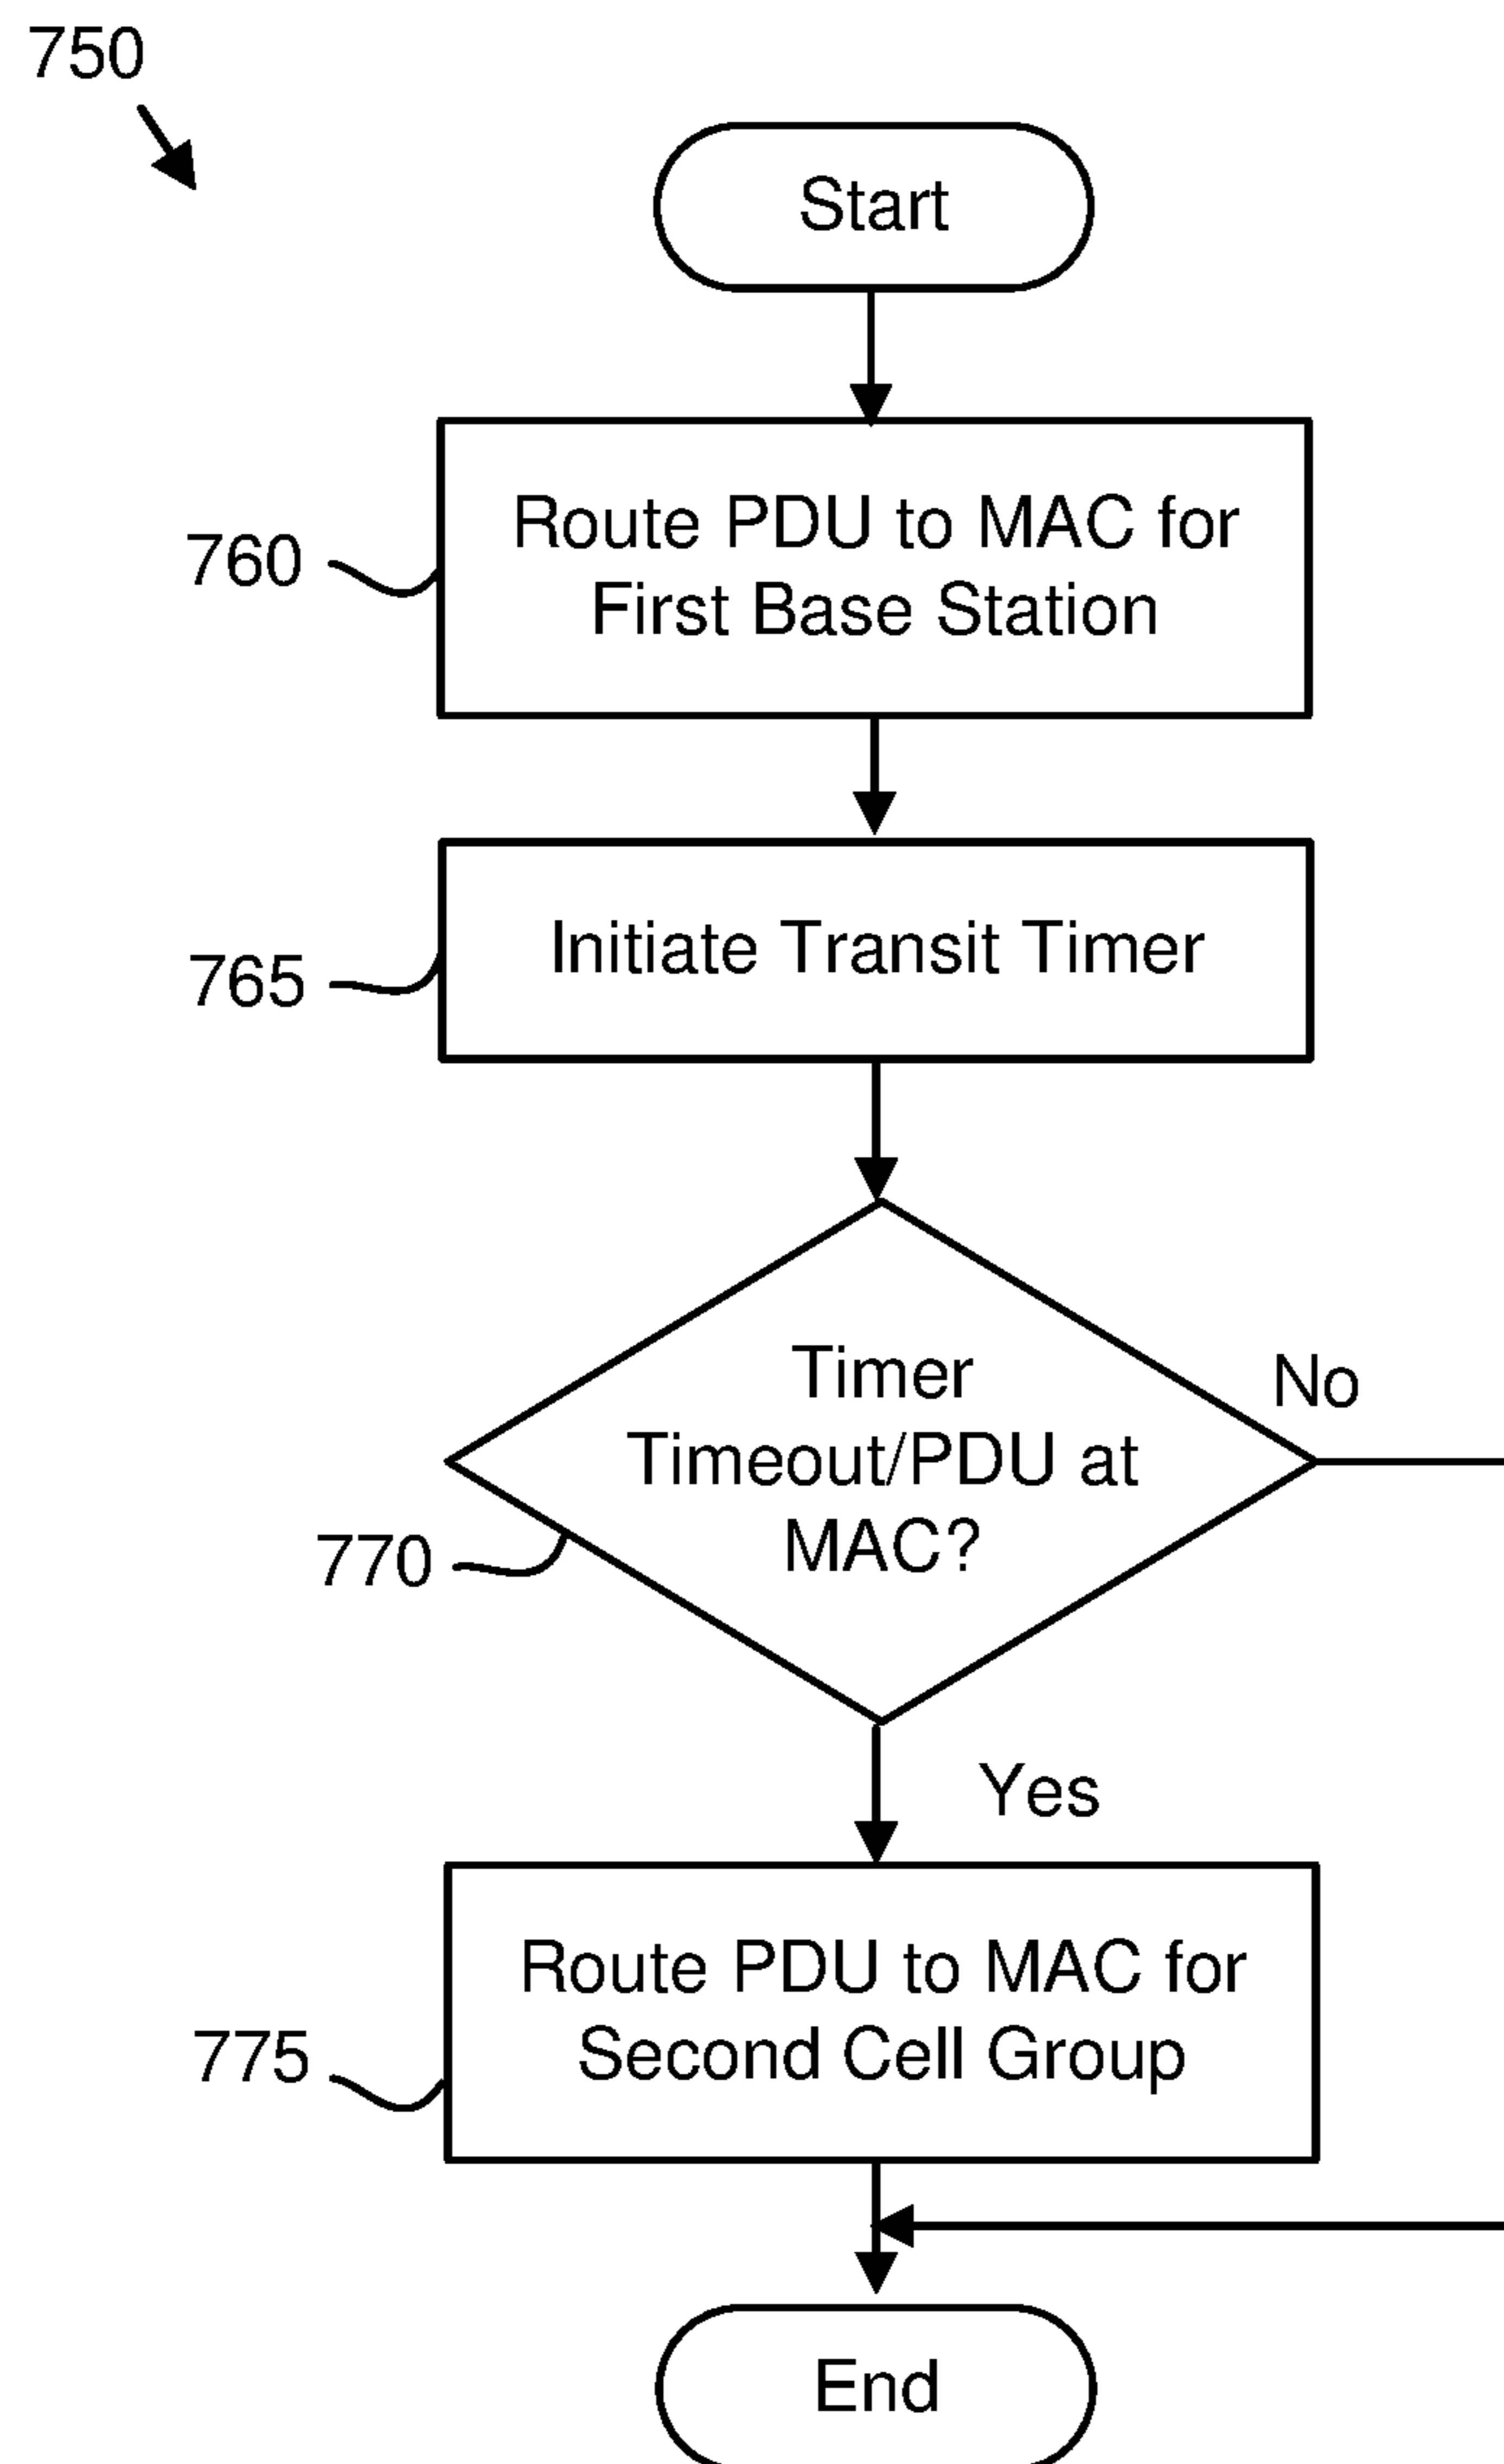 750
Start
760
Route PDU to MAC for
First Base Station
765
Initiate Transit Timer
Timer
Timeout/PDU at
MAC?
No
770
Yes
775
Route PDU to MAC for
Second Cell Group
End